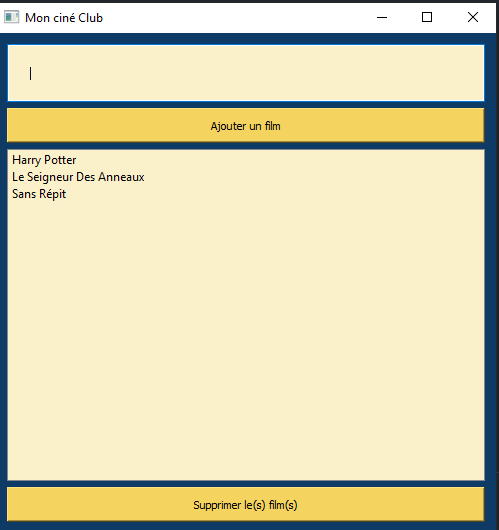 Mon ciné Club
Ajouter un film
Harry Potter
Le Seigneur Des Anneaux
Sans Répit
Supprimer le(s) film(s)